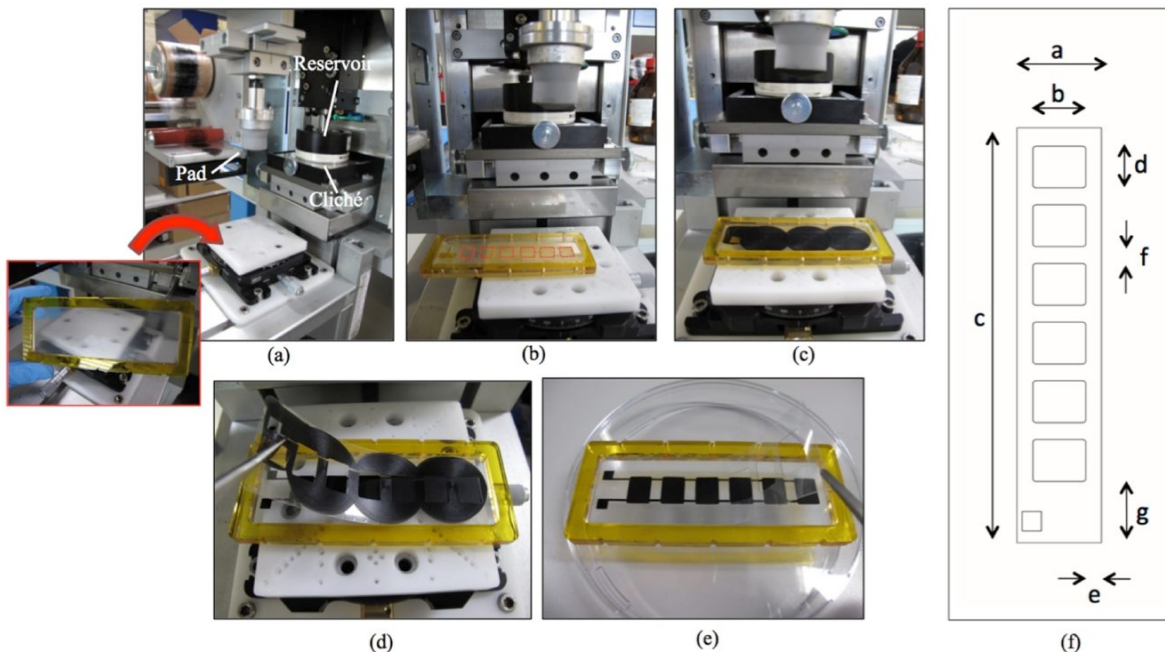 Reservoir
Pad
Cliché
(a)
(b)
(c)
(d)
(e)
a
b
c
d
f
g
e
(f)